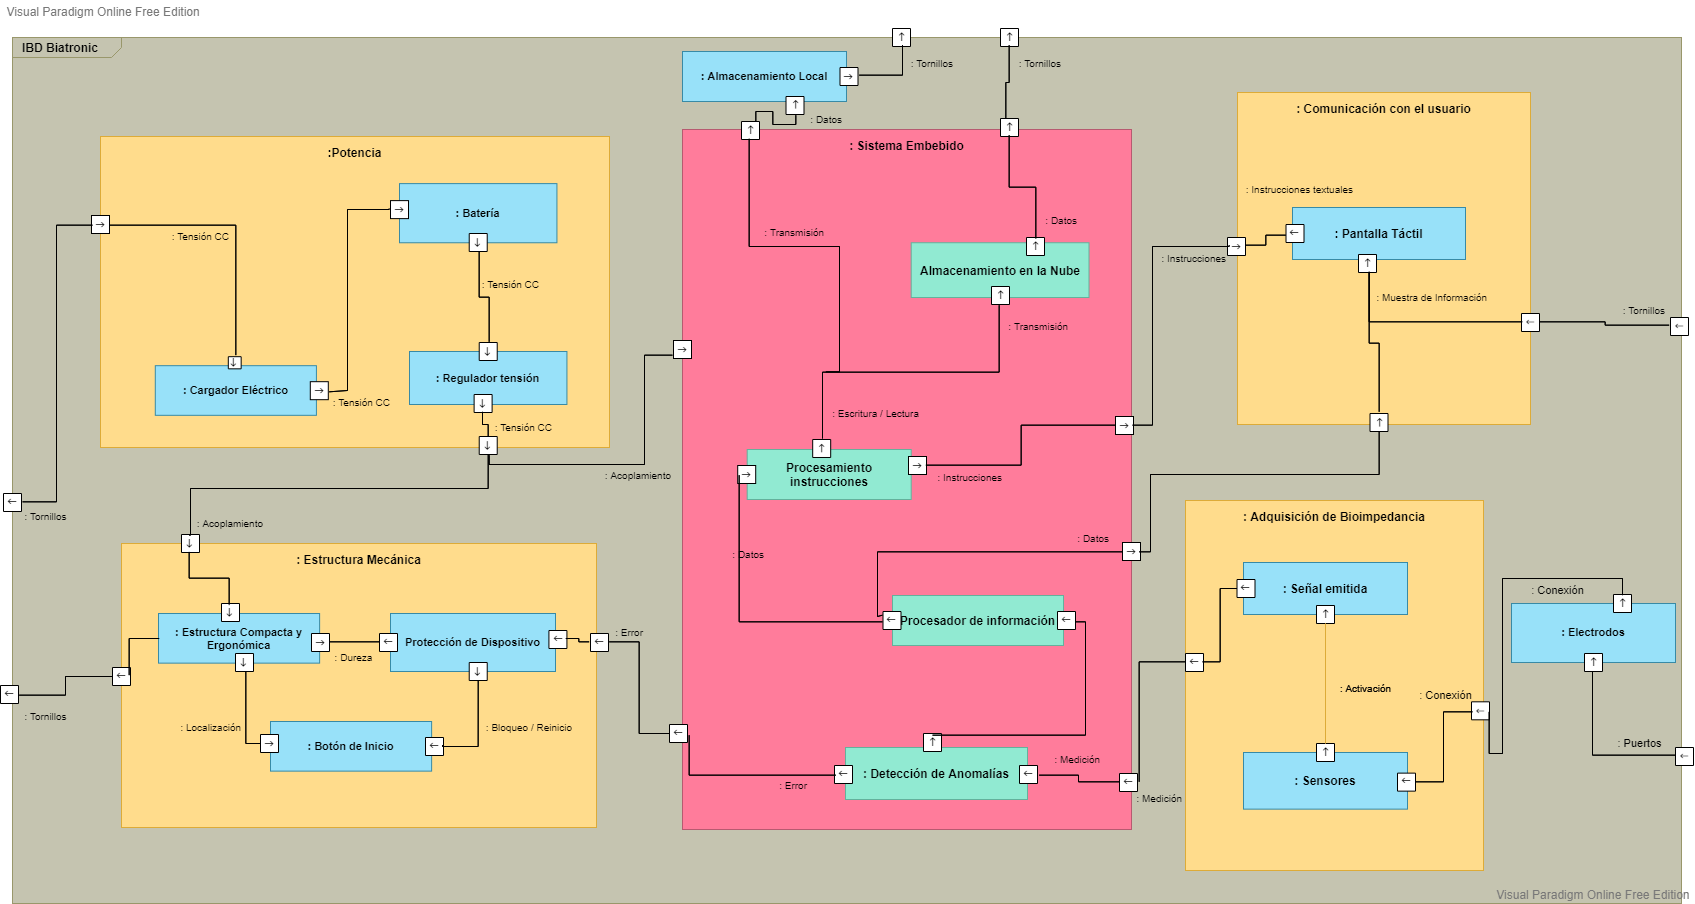 Visual Paradigm Online Free Edition
IBD Biatronic
: Almacenamiento Local
: Tornillos
: Tornillos
: Datos
:Potencia
: Tensión CC
: Batería
: Tensión CC
: Cargador Eléctrico
: Tensión CC
: Regulador tensión
: Tensión CC
: Acoplamiento
: Acoplamiento
: Tornillos
: Sistema Embebido
: Transmisión
: Datos
Almacenamiento en la Nube
: Transmisión
: Escritura / Lectura
Procesamiento
instrucciones
: Instrucciones
: Datos
: Datos
Procesador de información
: Detección de Anomalías
: Medición
: Error
: Comunicación con el usuario
: Instrucciones textuales
: Pantalla Táctil
: Instrucciones
: Muestra de Información
: Tornillos
: Estructura Mecánica
: Estructura Compacta y
Ergonómica
: Dureza
Protección de Dispositivo
: Error
: Localización
: Bloqueo / Reinicio
: Botón de Inicio
: Tornillos
: Adquisición de Bioimpedancia
: Señal emitida
: Activación
: Conexión
: Sensores
: Medición
: Conexión
: Electrodos
: Puertos
Visual Paradigm Online Free Edition